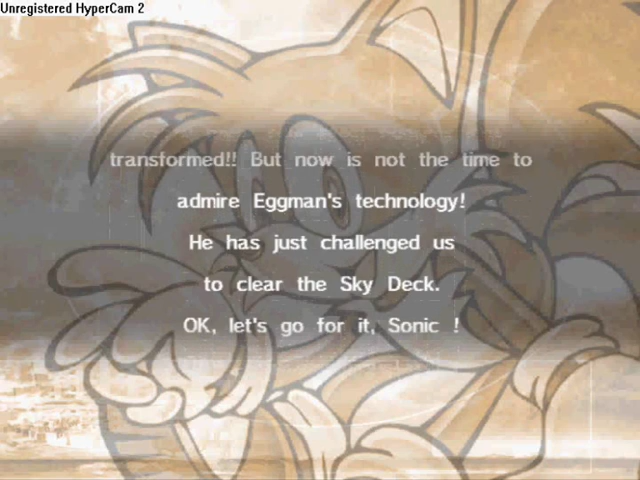 Unregistered HyperCam 2
transformed!! But now is not the time to
admire Eggman's technology!
He has just challenged us
to clear the Sky Deck.
OK, let's go for it, Sonic !